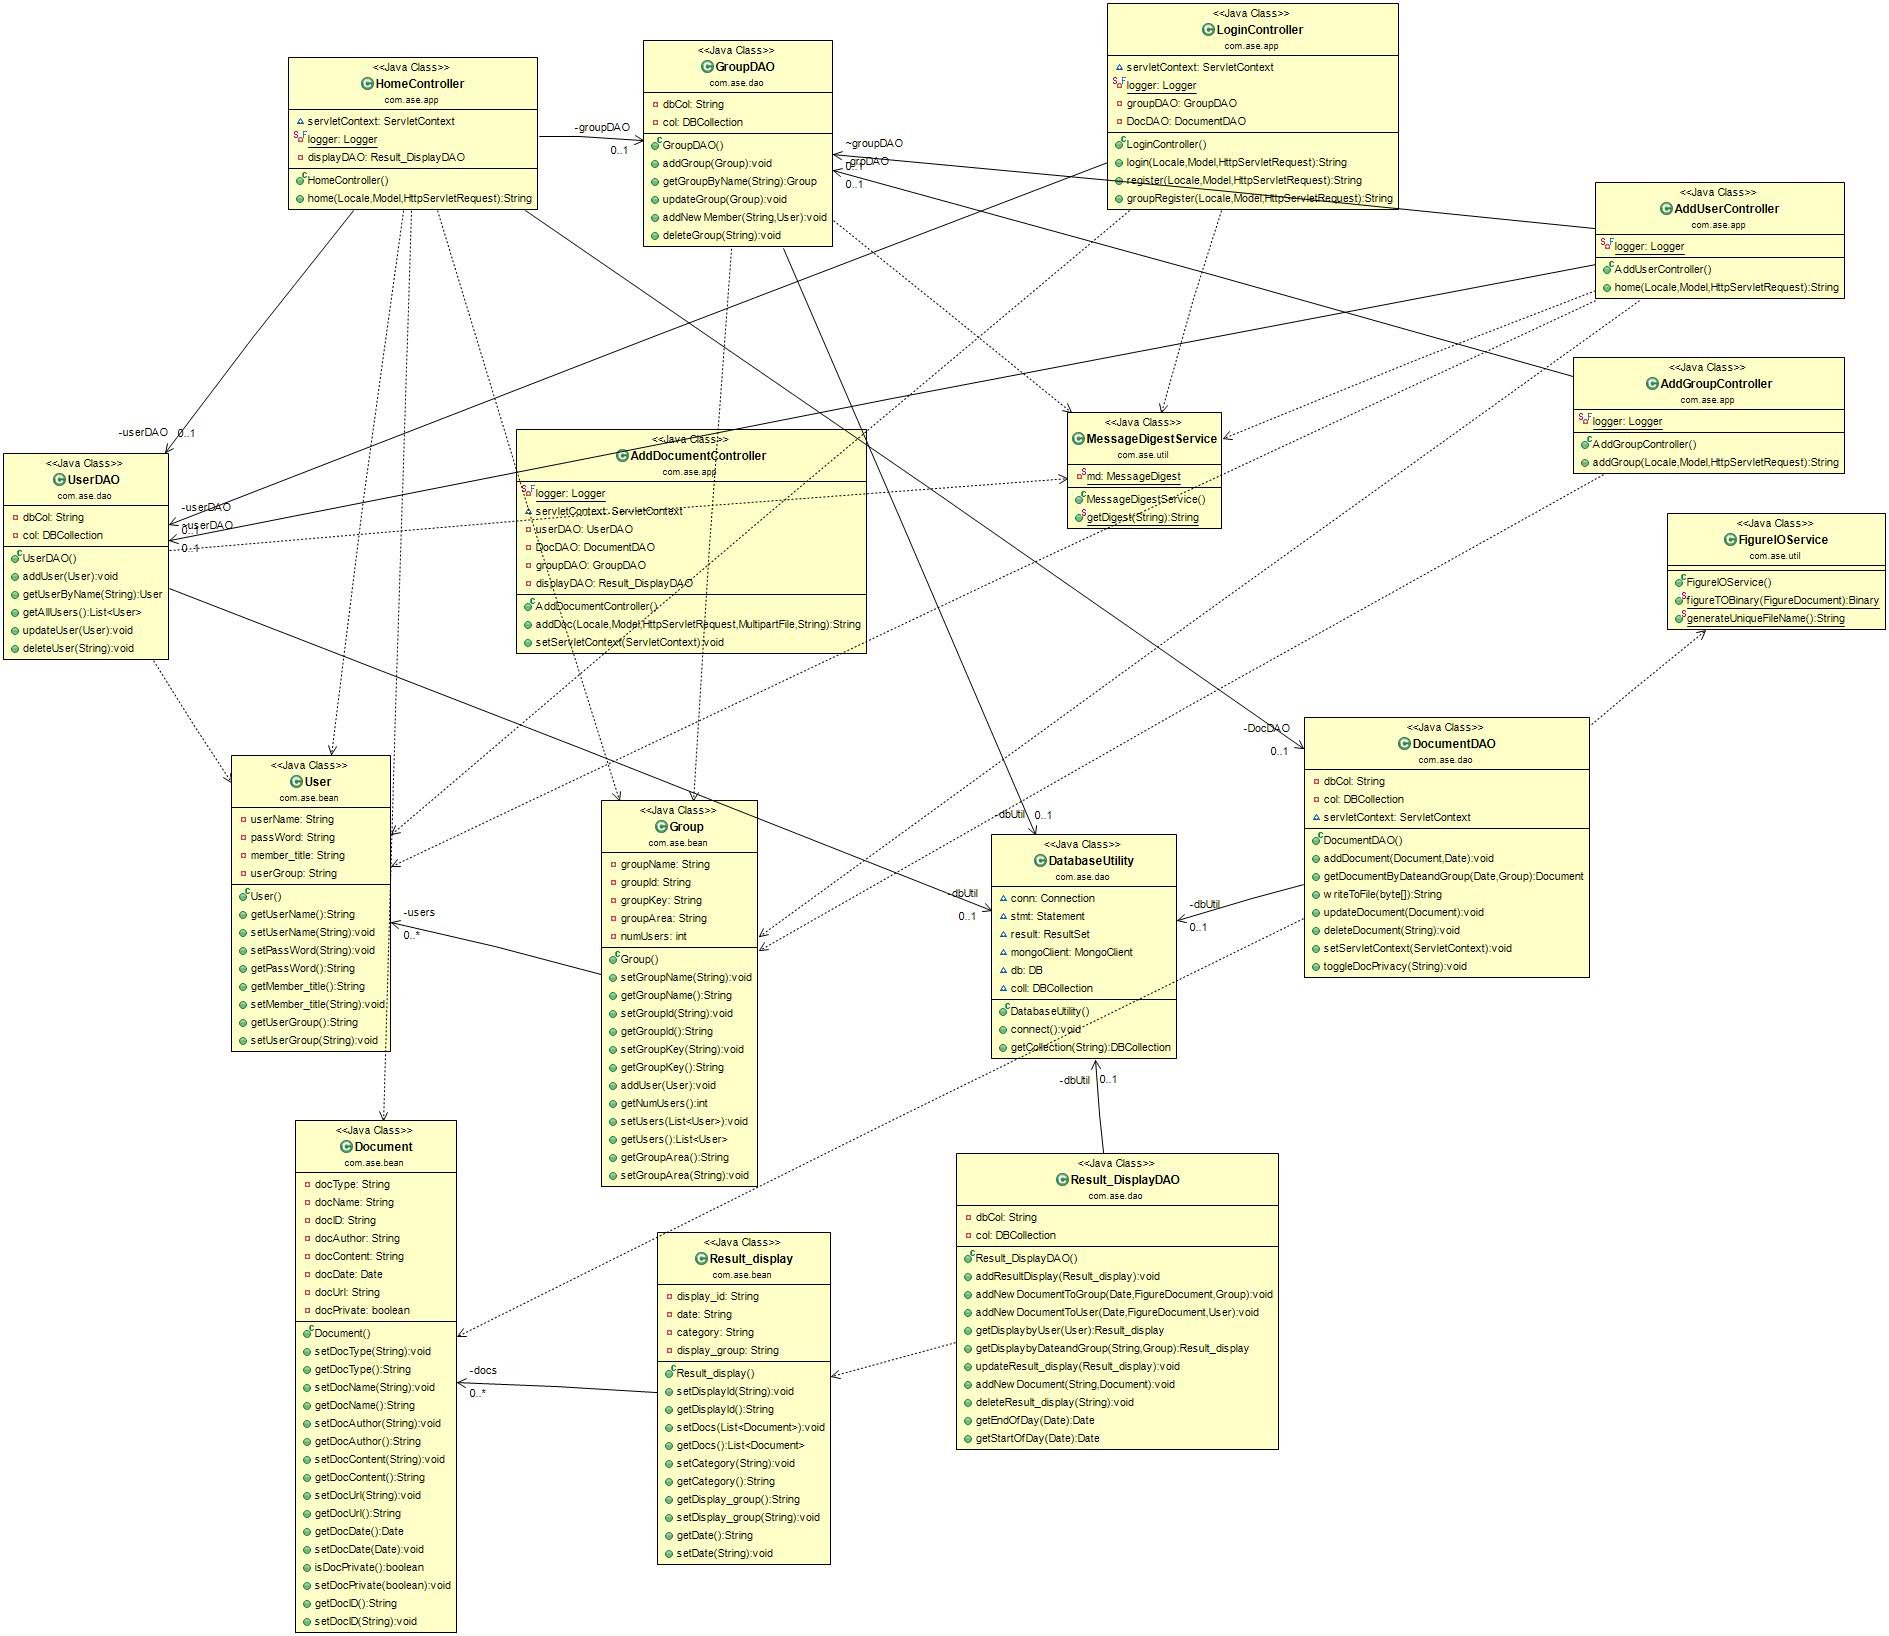 <<Java Class>>
HomeController
com.ase.app
servletContext: ServletContext
logger: Logger
displayDAO: Result_DisplayDAO
HomeController()
home(Locale,Model,HttpServletRequest):String
-groupDAO
0..1
<<Java Class>>
GroupDAO
com.ase.dao
dbCol: String
col: DBCollection
GroupDAO()
addGroup(Group):void
getGroupByName(String):Group
updateGroup(Group):void
addNewMember(String,User):void
deleteGroup(String):void
~groupDAO
0..1
-grpDAO
0..1
<<Java Class>>
LoginController
com.ase.app
servletContext: ServletContext
logger: Logger
groupDAO: GroupDAO
DocDAO: DocumentDAO
LoginController()
login(Locale,Model,HttpServletRequest):String
register(Locale,Model,HttpServletRequest):String
groupRegister(Locale,Model,HttpServletRequest):String
<<Java Class>>
AddUserController
com.ase.app
logger: Logger
AddUserController()
home(Locale,Model,HttpServletRequest):String
<<Java Class>>
AddGroupController
com.ase.app
logger: Logger
AddGroupController()
addGroup(Locale,Model,HttpServletRequest):String
-userDAO
0..1
<<Java Class>>
UserDAO
com.ase.dao
dbCol: String
col: DBCollection
UserDAO()
addUser(User):void
getUserByName(String):User
getAllUsers():List<User>
updateUser(User):void
deleteUser(String):void
-userDAO
0..1
-userDAO
0..1
<<Java Class>>
AddDocumentController
com.ase.app
logger: Logger
servletContext: ServletContext
userDAO: UserDAO
DocDAO: DocumentDAO
groupDAO: GroupDAO
displayDAO: Result_DisplayDAO
AddDocumentController()
addDoc(Locale,Model,HttpServletRequest,MultipartFile,String):String
setServletContext(ServletContext):void
<<Java Class>>
MessageDigestService
com.ase.util
md: MessageDigest
MessageDigestService()
getDigest(String):String
<<Java Class>>
FigureIOService
com.ase.util
FigureIOService()
figureTOBinary(FigureDocument):Binary
generateUniqueFileName():String
-DocDAO
0..1
<<Java Class>>
DocumentDAO
com.ase.dao
dbCol: String
col: DBCollection
servletContext: ServletContext
DocumentDAO()
addDocument(Document,Date):void
getDocumentByDateandGroup(Date,Group):Document
writeToFile(byte[]):String
updateDocument(Document):void
deleteDocument(String):void
setServletContext(ServletContext):void
toggleDocPrivacy(String):void
<<Java Class>>
User
com.ase.bean
userName: String
passWord: String
member_title: String
userGroup: String
User()
getUserName():String
setUserName(String):void
setPassWord(String):void
getPassWord():String
getMember_title():String
setMember_title(String):void
getUserGroup():String
setUserGroup(String):void
-users
0..*
<<Java Class>>
Group
com.ase.bean
groupName: String
groupId: String
groupKey: String
groupArea: String
numUsers: int
Group()
setGroupName(String):void
getGroupName():String
setGroupId(String):void
getGroupId():String
setGroupKey(String):void
getGroupKey():String
addUser(User):void
getNumUsers():int
setUsers(List<User>):void
getUsers():List<User>
getGroupArea():String
setGroupArea(String):void
-dbUtil
0..1
-dbUtil
0..1
<<Java Class>>
DatabaseUtility
com.ase.dao
conn: Connection
stmt: Statement
result: ResultSet
mongoClient: MongoClient
db: DB
coll: DBCollection
DatabaseUtility()
connect():void
getCollection(String):DBCollection
-dbUtil
0..1
-dbUtil
0..1
<<Java Class>>
Document
com.ase.bean
docType: String
docName: String
docID: String
docAuthor: String
docContent: String
docDate: Date
docUrl: String
docPrivate: boolean
Document()
setDocType(String):void
getDocType():String
setDocName(String):void
getDocName():String
setDocAuthor(String):void
getDocAuthor():String
setDocContent(String):void
getDocContent():String
setDocUrl(String):void
getDocUrl():String
getDocDate():Date
setDocDate(Date):void
isDocPrivate():boolean
setDocPrivate(boolean):void
getDocID():String
setDocID(String):void
-docs
0..*
<<Java Class>>
Result_display
com.ase.bean
display_id: String
date: String
category: String
display_group: String
Result_display()
setDisplayId(String):void
getDisplayId():String
setDocs(List<Document>):void
getDocs():List<Document>
setCategory(String):void
getCategory():String
getDisplay_group():String
setDisplay_group(String):void
getDate():String
setDate(String):void
<<Java Class>>
Result_DisplayDAO
com.ase.dao
dbCol: String
col: DBCollection
Result_DisplayDAO()
addResultDisplay(Result_display):void
addNewDocumentToGroup(Date,FigureDocument,Group):void
addNewDocumentToUser(Date,FigureDocument,User):void
getDisplaybyUser(User):Result_display
getDisplaybyDateandGroup(String,Group):Result_display
updateResult_display(Result_display):void
addNewDocument(String,Document):void
deleteResult_display(String):void
getEndOfDay(Date):Date
getStartOfDay(Date):Date